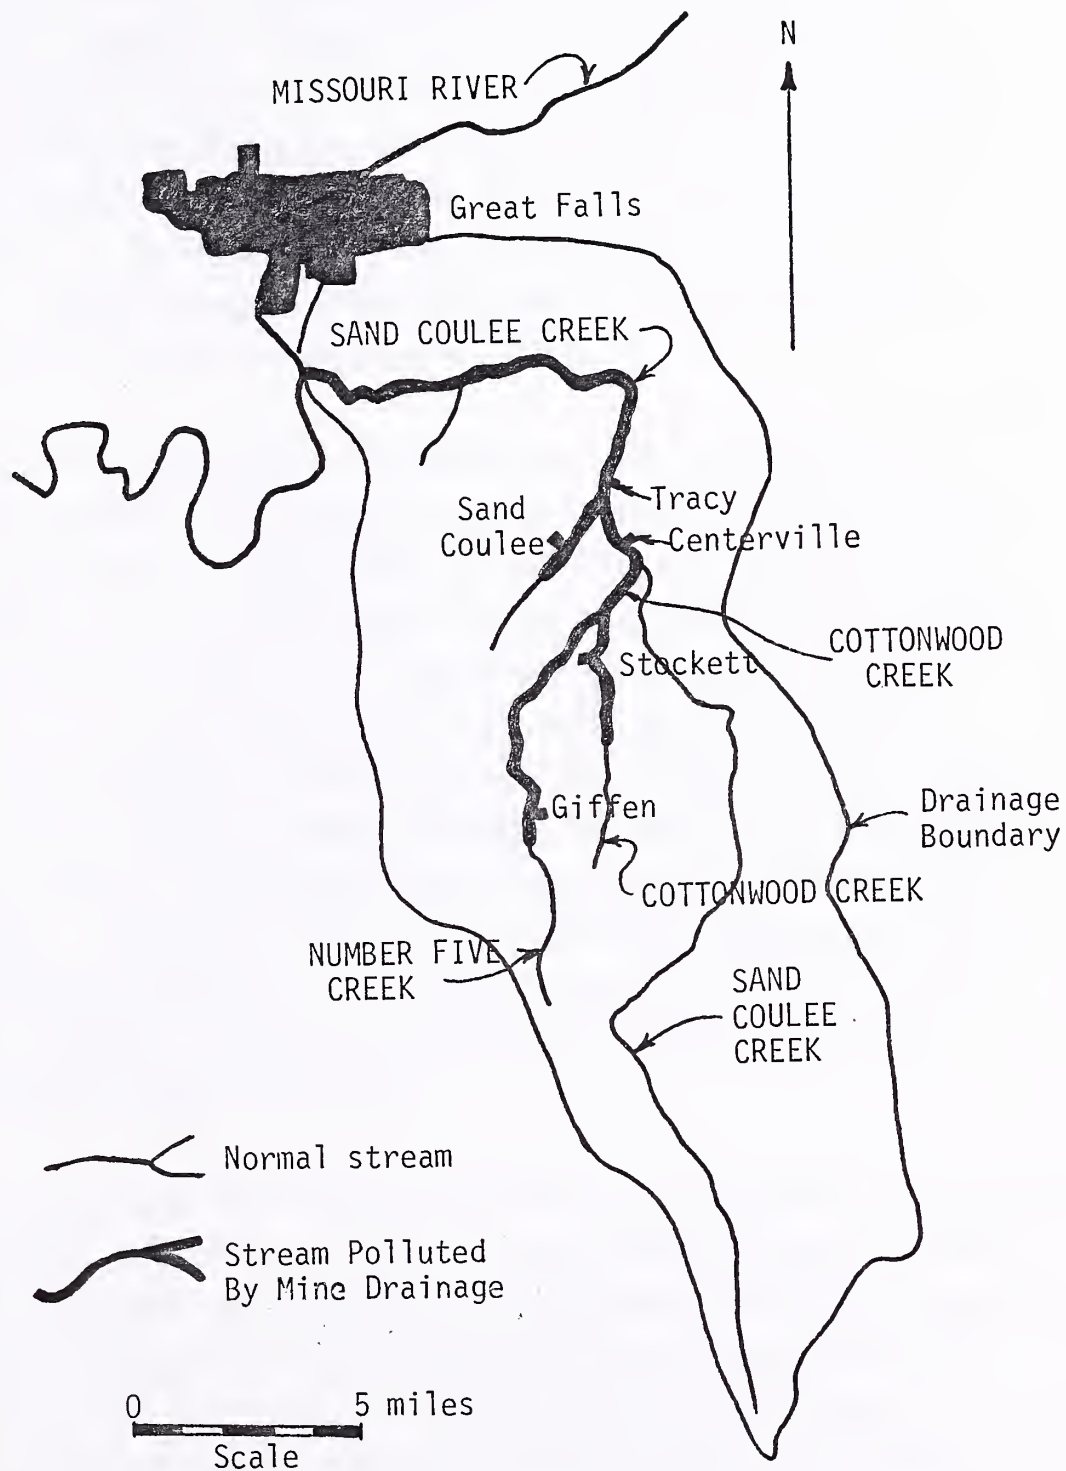 N
MISSOURI RIVER
Great Falls
SAND COULEE CREEK
Tracy
Sand
Coulee
Centerville
COTTONWOOD
CREEK
Stockett
Giffen
Drainage
Boundary
COTTONWOOD CREEK
NUMBER FIVE
CREEK
SAND
COULEE
CREEK
Normal stream
Stream Polluted
By Mine Drainage
0 5 miles
Scale